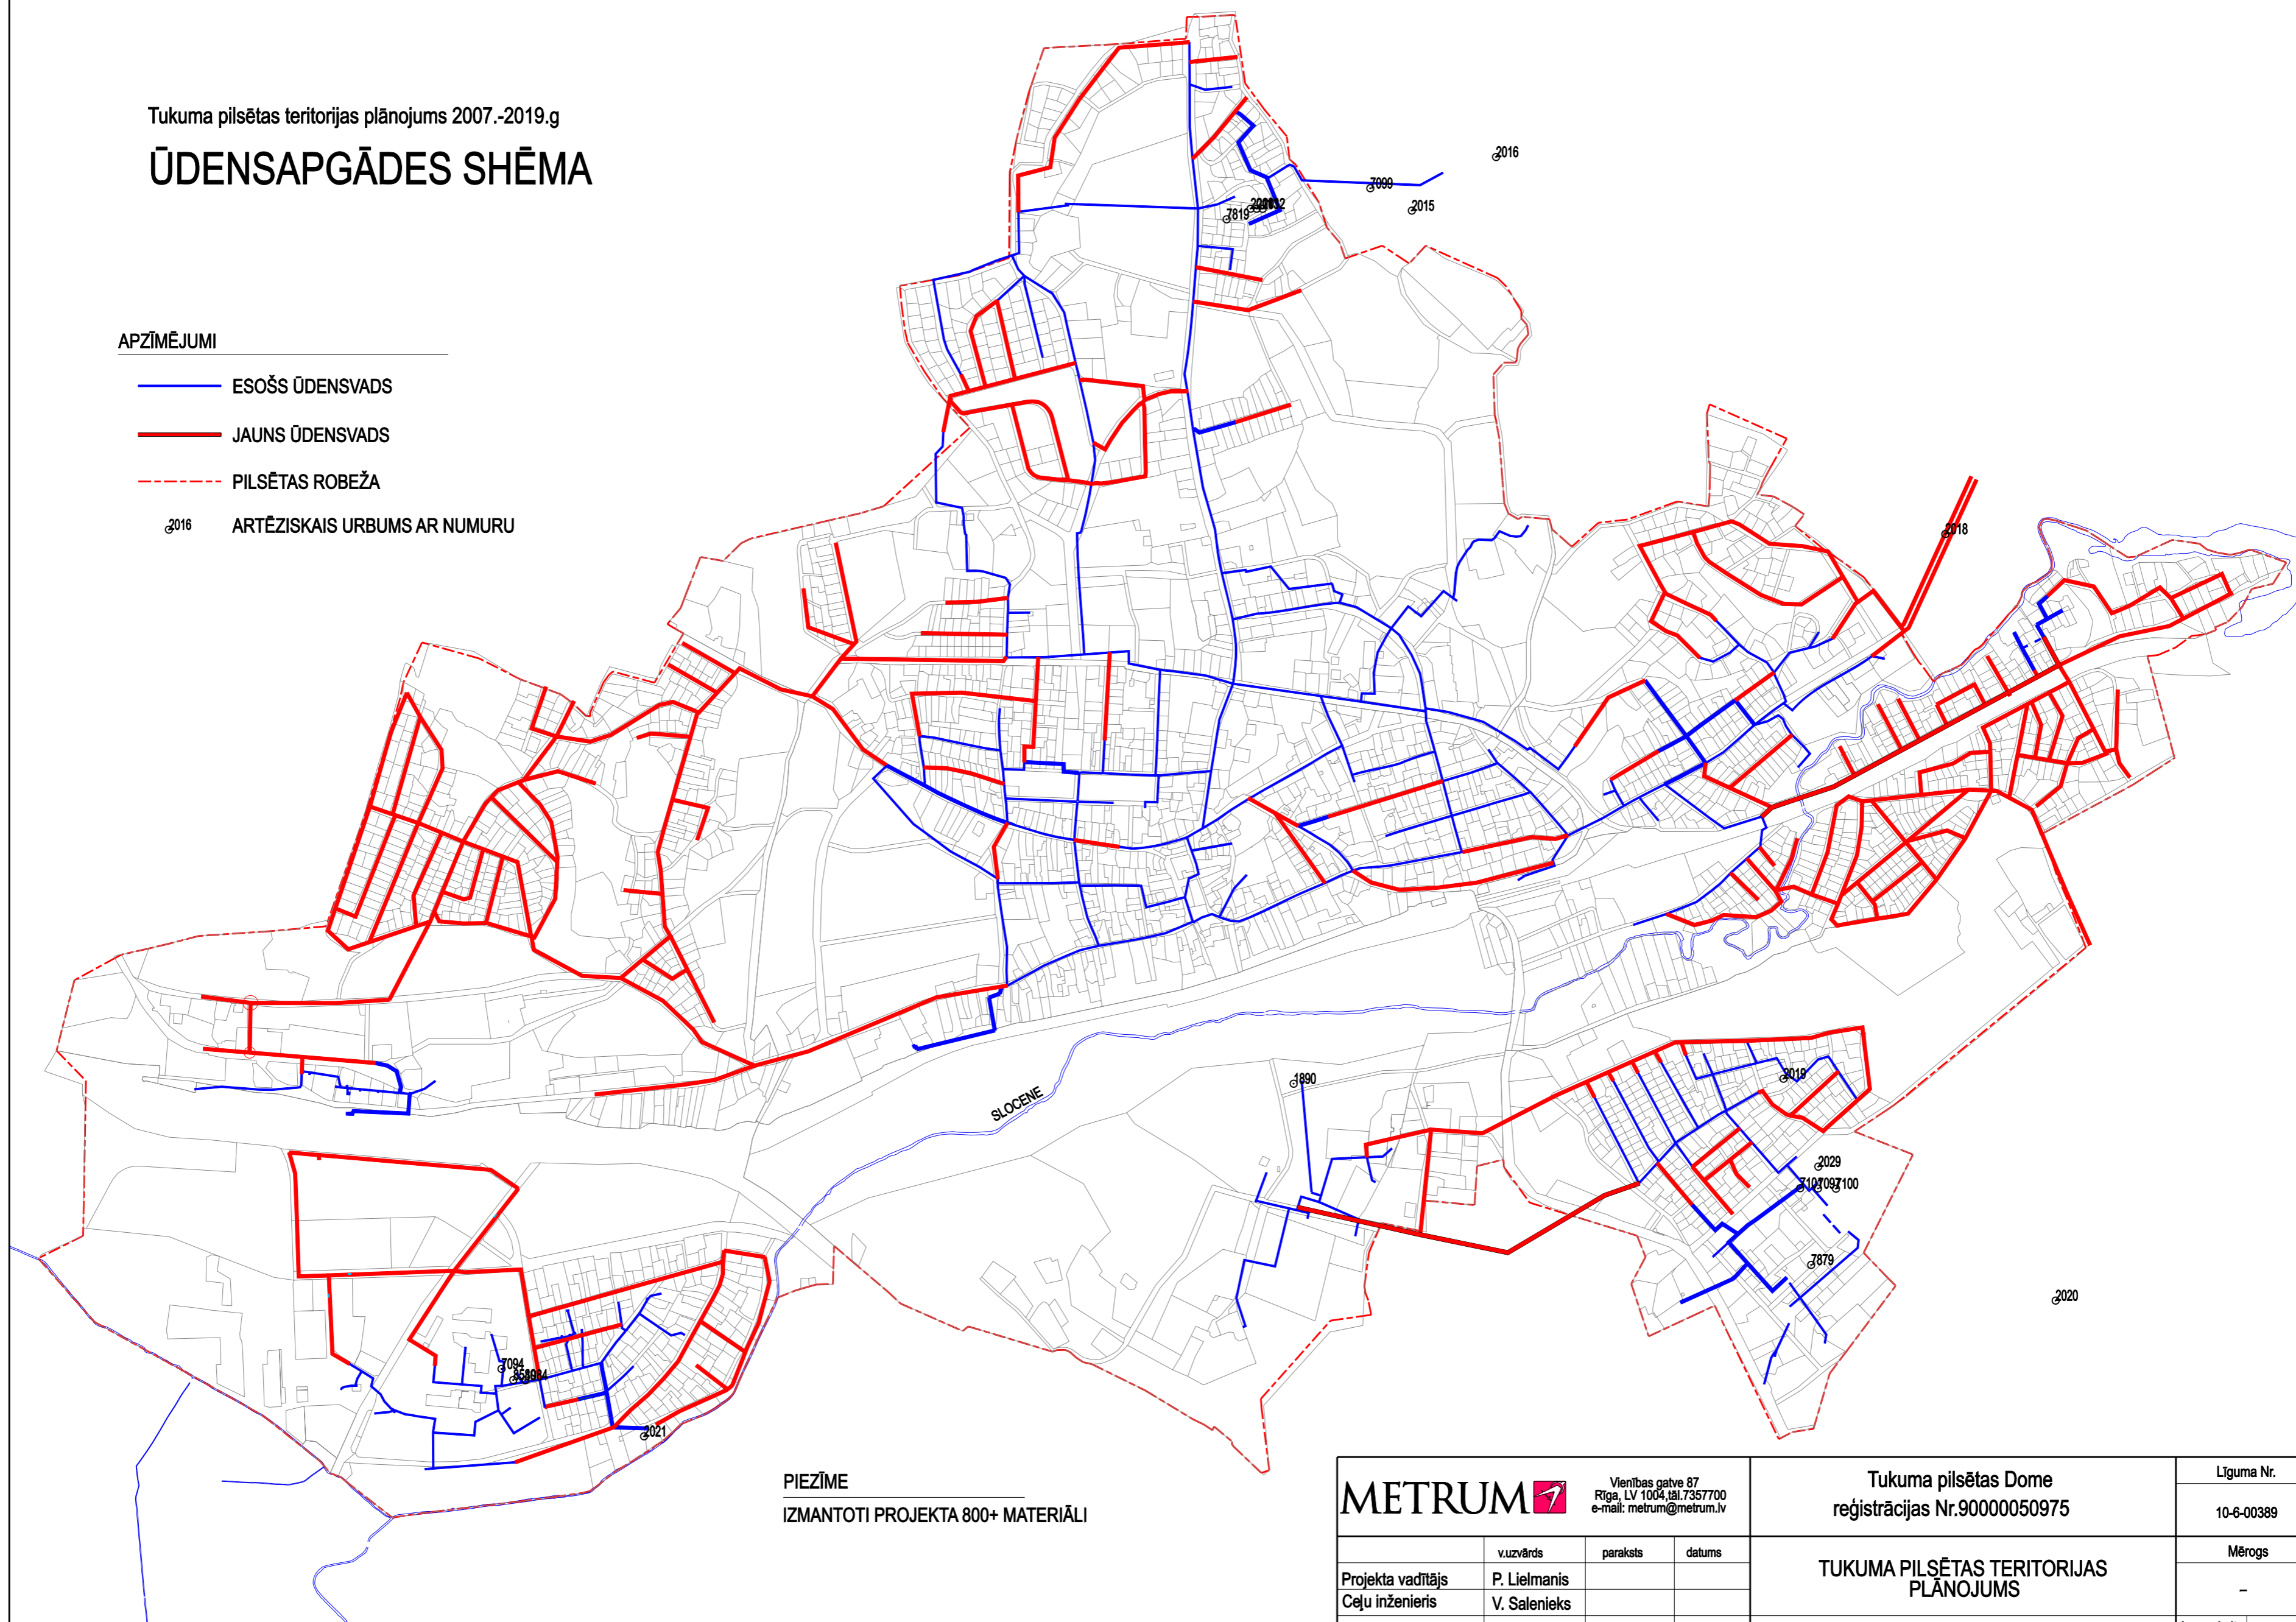 Tukuma pilsētas teritorijas plānojums 2007.-2019.g
ŪDENSAPGĀDES SHĒMA
APZĪMĒJUMI
ESOŠS ŪDENSVADS
JAUNS ŪDENSVADS
PILSĒTAS ROBEŽA
2016 ARTĒZISKAIS URBUMS AR NUMURU
2016
7099
2015
7819
2018
SLOCENE
1890
2019
2029
7100
7879
2020
7094
2021
PIEZĪME
IZMANTOTI PROJEKTA 800+ MATERIĀLI
METRUM
Vienības gatve 87
Rīga, LV 1004,tāl.7357700
e-mail: metrum@metrum.lv
Tukuma pilsētas Dome
reģistrācijas Nr.90000050975
Līguma Nr.
10-6-00389
v.uzvārds paraksts datums
Projekta vadītājs P. Lielmanis
Ceļu inženieris V. Salenieks
TUKUMA PILSĒTAS TERITORIJAS
PLĀNOJUMS
Mērogs
–